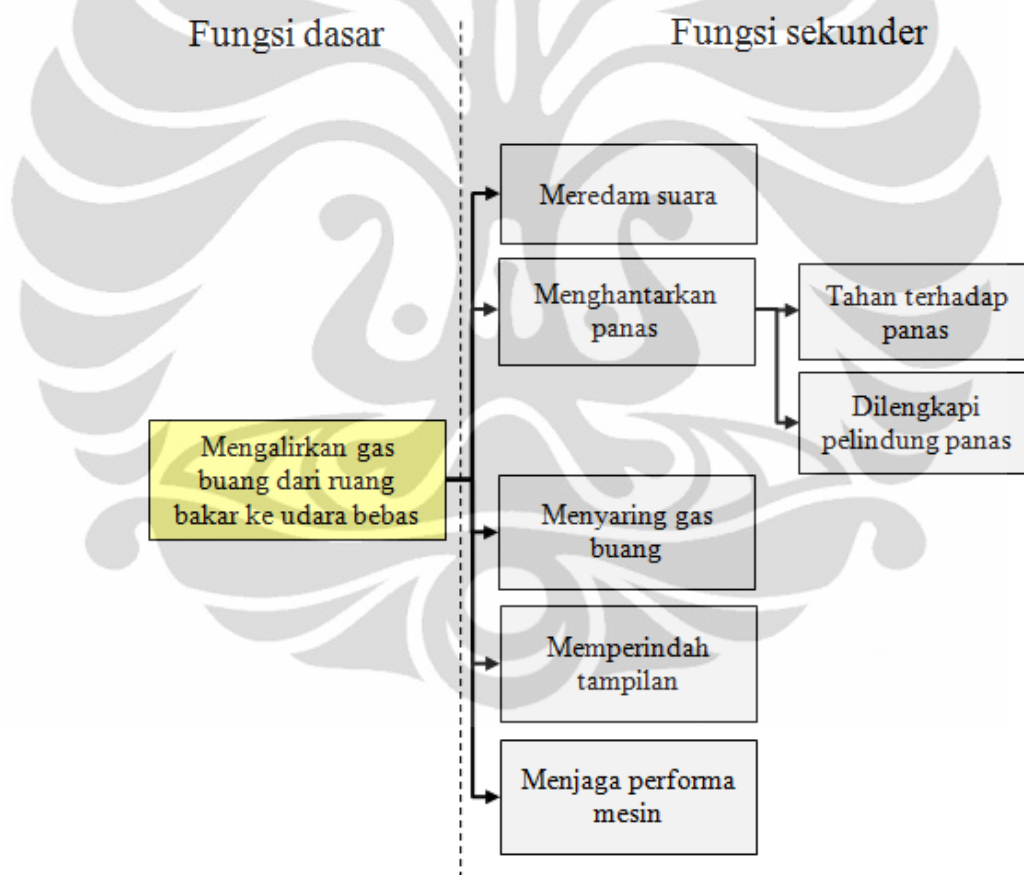 Fungsi dasar
Fungsi sekunder
Meredam suara
Menghantarkan
panas
Tahan terhadap
panas
Dilengkapi
pelindung panas
Mengalirkan gas
buang dari ruang
bakar ke udara bebas
Menyaring gas
buang
Memperindah
tampilan
Menjaga performa
mesin